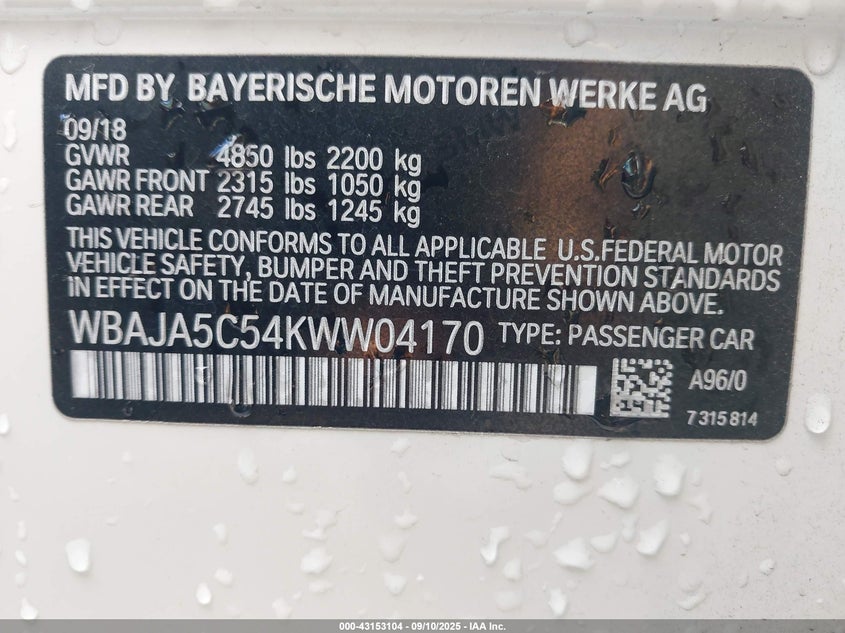 MFD BY BAYERISCHE MOTOREN WERKE AG
09/18
GVWR 4850 lbs 2200 kg
GAWR FRONT 2315 lbs 1050 kg
GAWR REAR 2745 lbs 1245 kg
THIS VEHICLE CONFORMS TO ALL APPLICABLE U.S.FEDERAL MOTOR
VEHICLE SAFETY, BUMPER AND THEFT PREVENTION STANDARDS
IN EFFECT ON THE DATE OF MANUFACTURE SHOWN ABOVE.
WBAJA5C54KWW04170 TYPE: PASSENGER CAR
A96/0
7315814
000-43153104 - 09/10/2025 - IAA Inc.